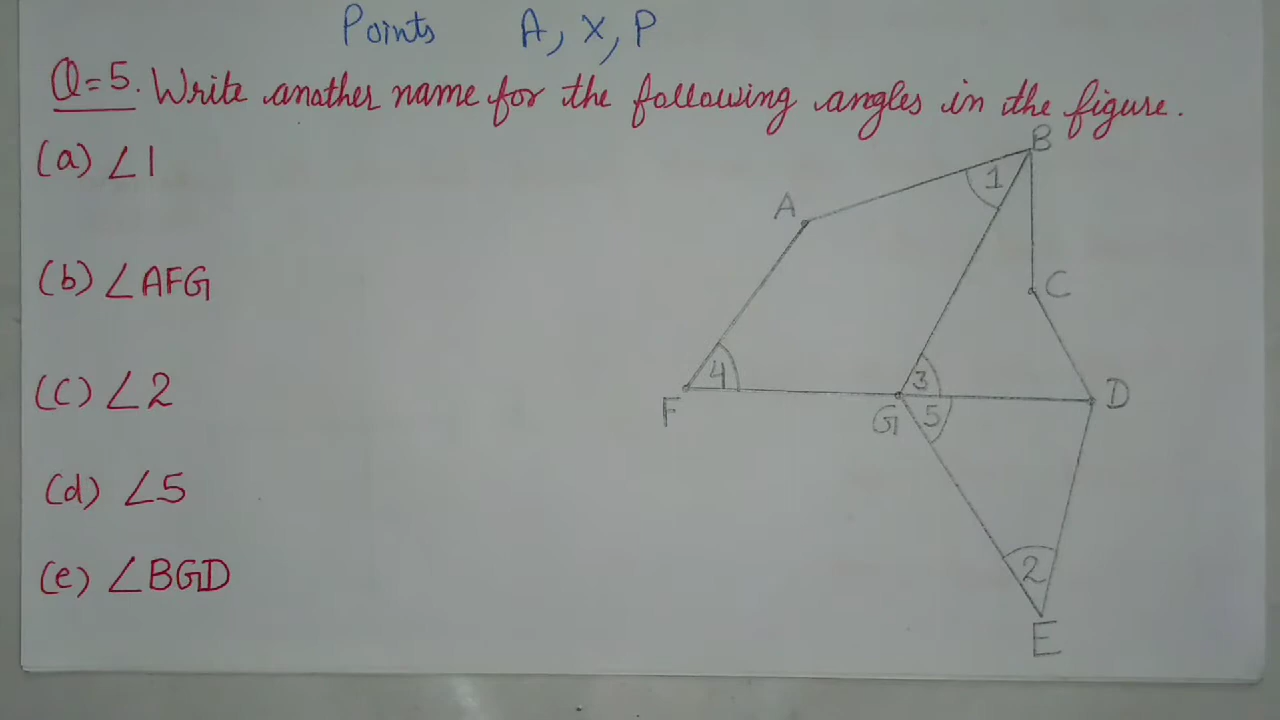 Points A, X, P
Q=5. Write another name for the following angles in the figure.
(a) ∠1
(b) ∠AFG
(C) ∠2
(d) ∠5
(e) ∠BGD
B
1
A
C
4
3
F
G
5
D
2
E